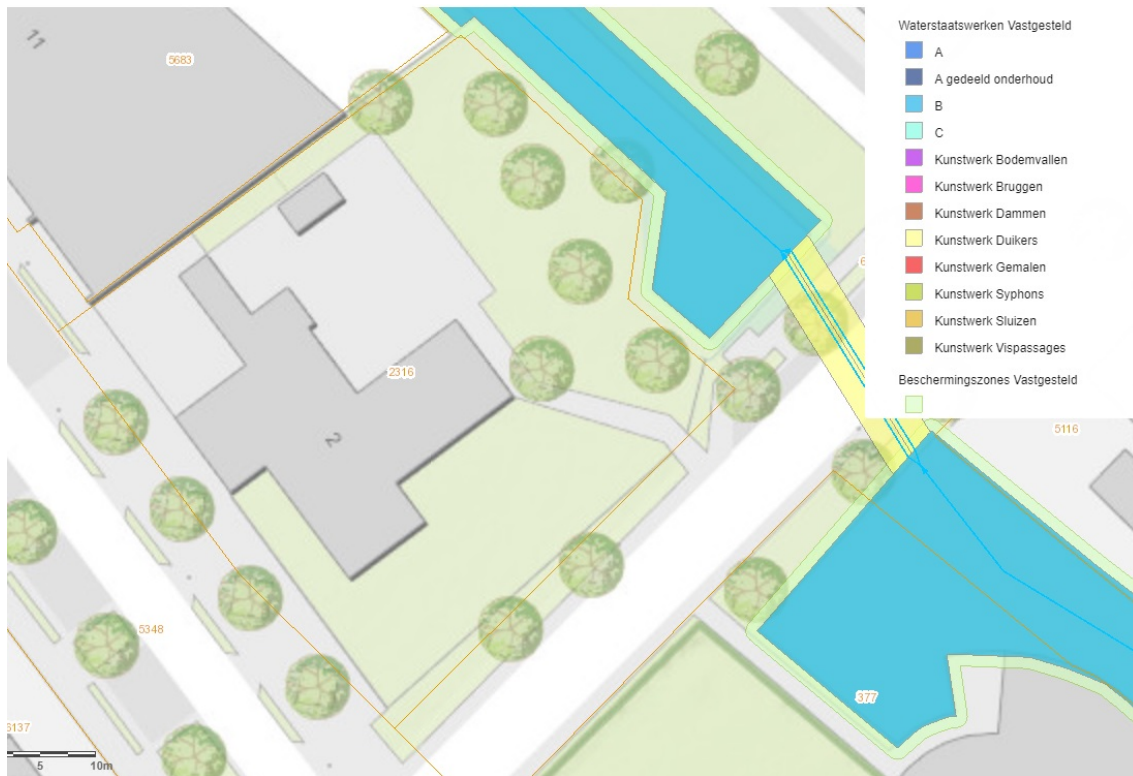 Waterstaatswerken Vastgesteld
A
A gedeeld onderhoud
B
C
Kunstwerk Bodemvallen
Kunstwerk Bruggen
Kunstwerk Dammen
Kunstwerk Duikers
Kunstwerk Gemalen
Kunstwerk Syphons
Kunstwerk Sluizen
Kunstwerk Vispassages
Beschermingszones Vastgesteld
11
5683
2316
2
5116
5348
377
5 10m